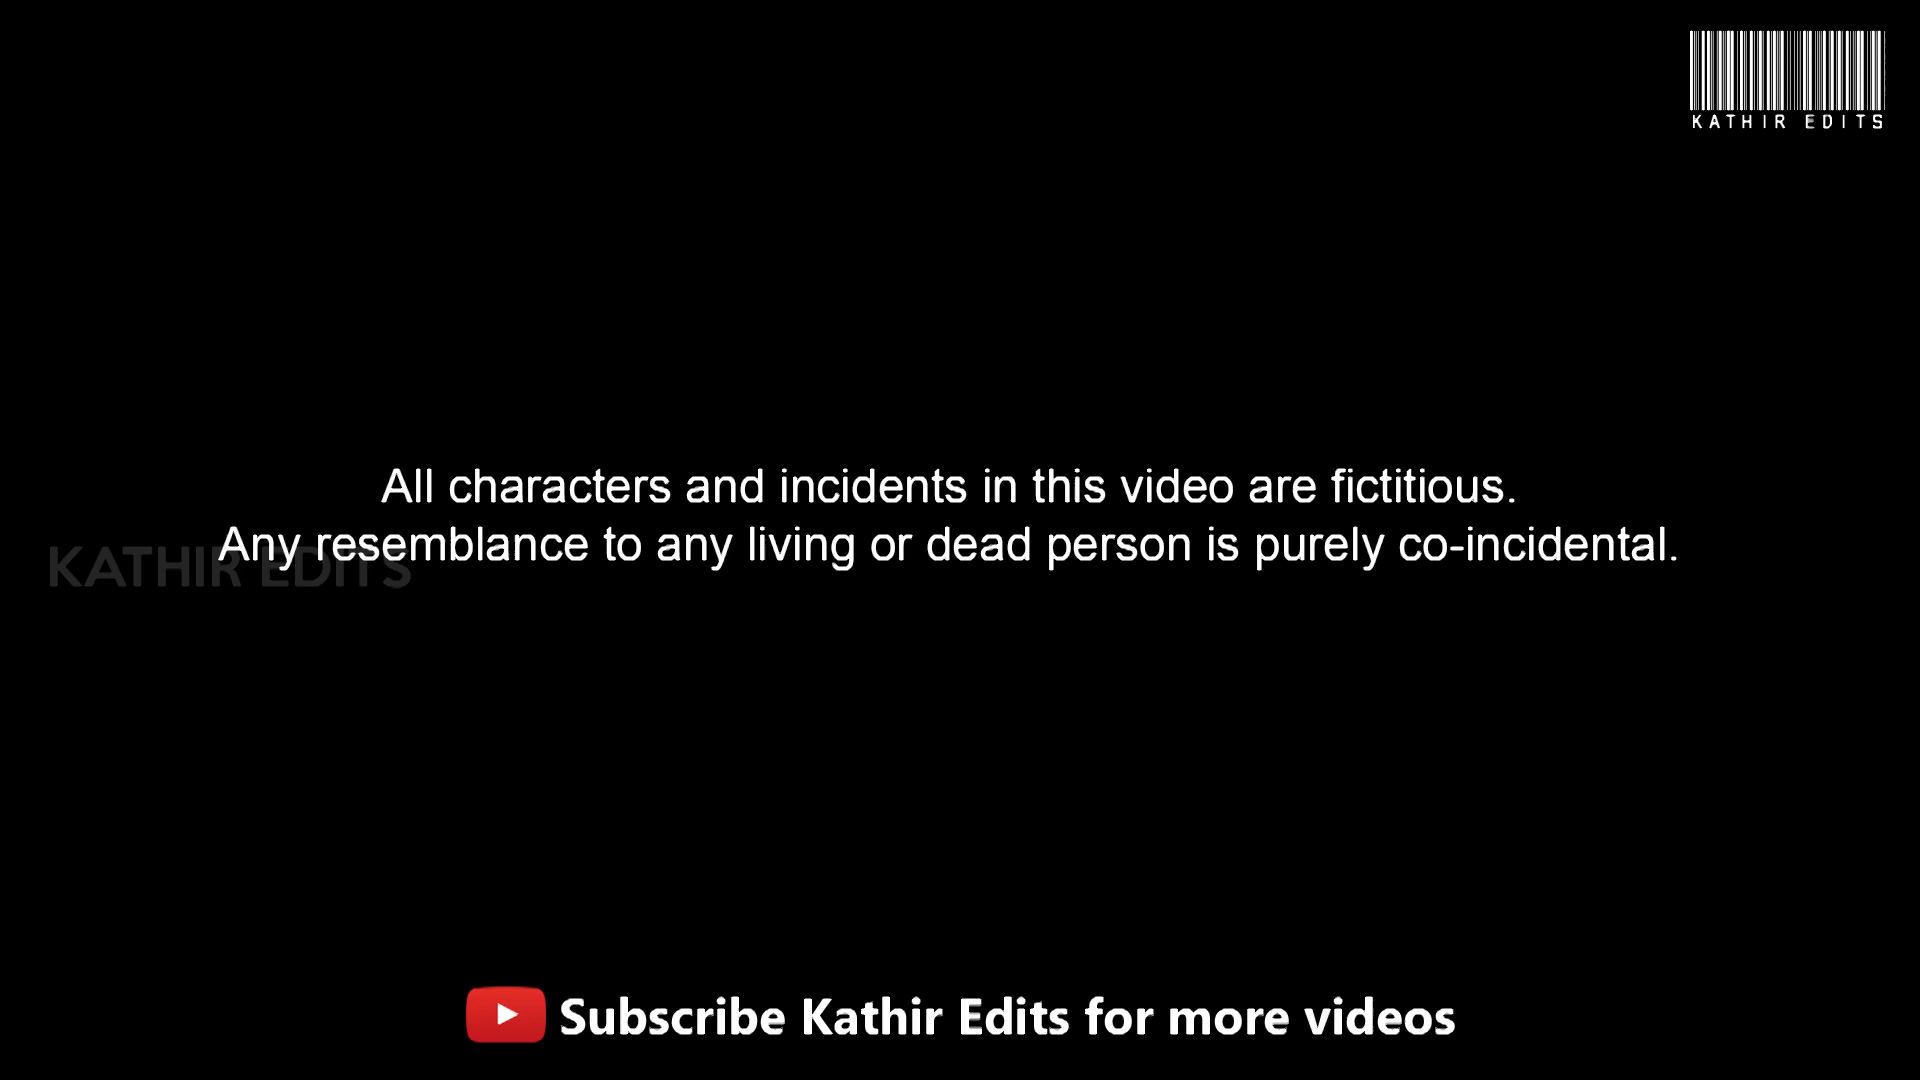 KATHIR EDITS
All characters and incidents in this video are fictitious.
Any resemblance to any living or dead person is purely co-incidental.
KATHIR EDITS
Subscribe Kathir Edits for more videos